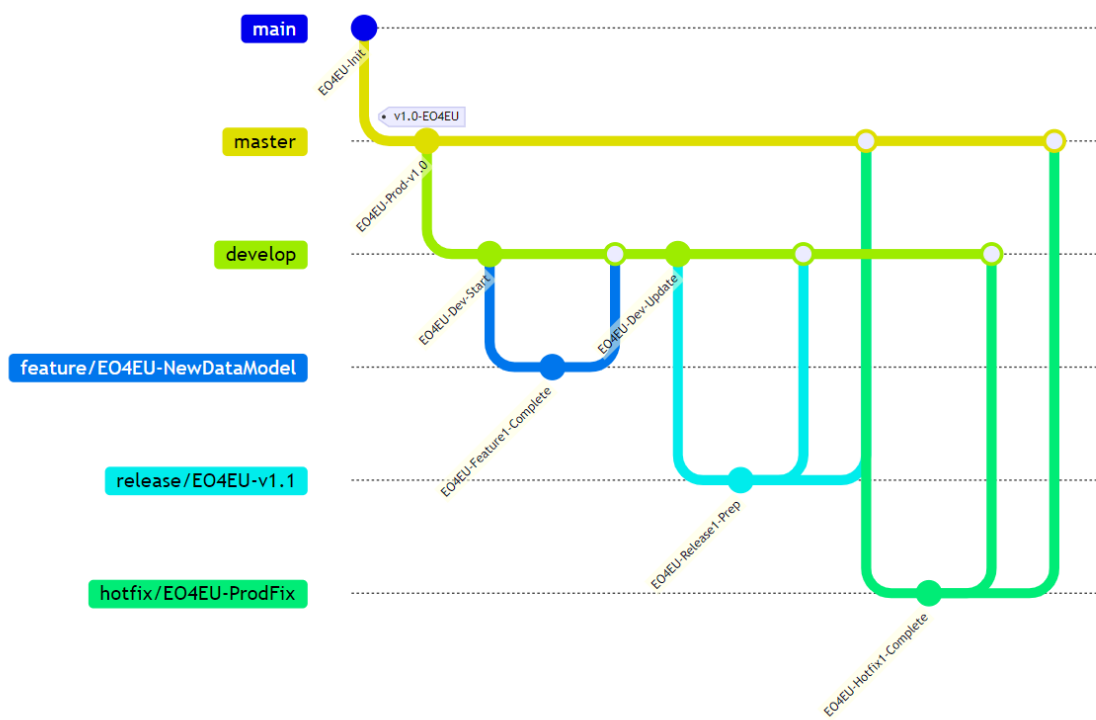 main
EO4EU-Init
v1.0-EO4EU
master
EO4EU-Prod-v1.0
develop
EO4EU-Dev-Start
EO4EU-Dev-Update
feature/EO4EU-NewDataModel
EO4EU-Feature1-Complete
release/EO4EU-v1.1
EO4EU-Release1-Prep
hotfix/EO4EU-ProdFix
EO4EU-Hotfix1-Complete